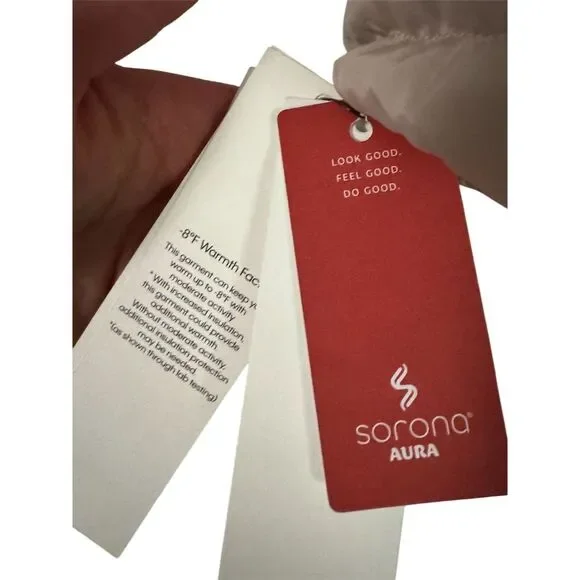 -8°F Warmth Fac
This garment can keep
warm up to -8°F with
moderate activity.
*With increased insulation,
this garment could provide
additional warmth.
Without moderate activity,
additional insulation protection
may be needed.
*(as shown through lab testing)
LOOK GOOD.
FEEL GOOD.
DO GOOD.
sorona®
AURA